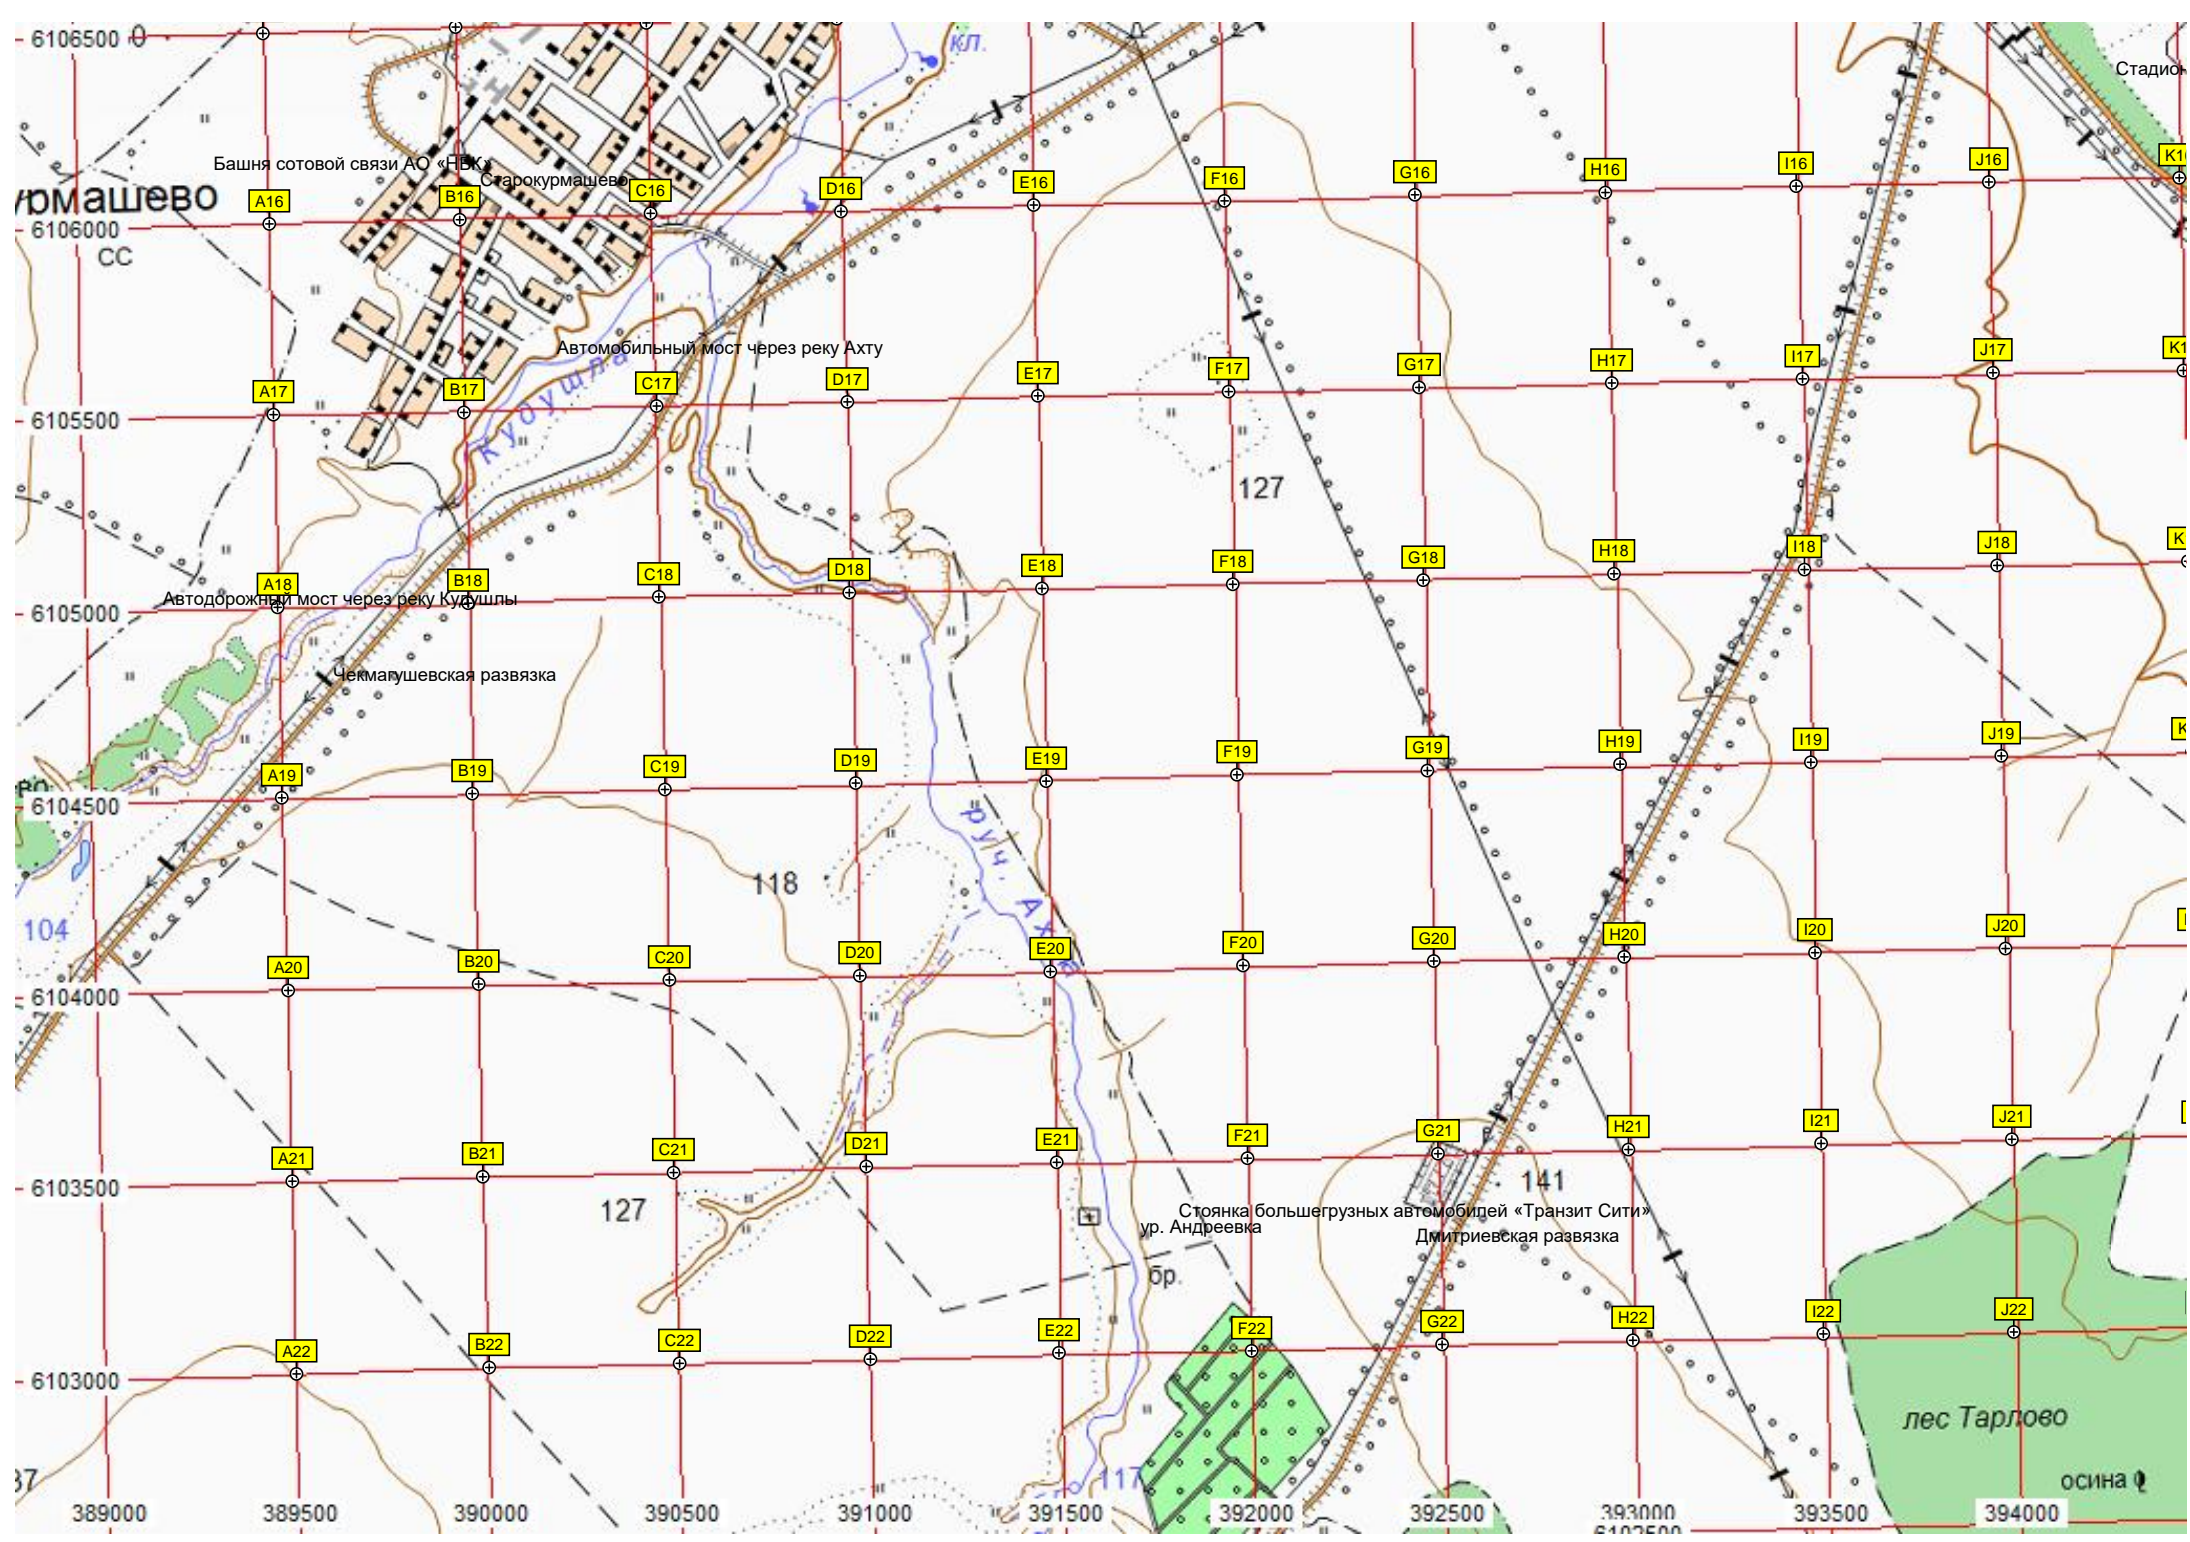 6106500
кл.
Стадион
Башня сотовой связи АО «НБК»
Старокурмашево
урмашево
A16
B16
C16
D16
E16
F16
G16
H16
I16
J16
6106000
СС
Автомобильный мост через реку Ахту
Кудушла
A17
B17
C17
D17
E17
F17
G17
H17
I17
J17
6105500
127
A18
B18
C18
D18
E18
F18
G18
H18
I18
J18
Автодорожный мост через реку Кудушлы
6105000
Чекмагушевская развязка
A19
B19
C19
D19
E19
F19
G19
H19
I19
J19
6104500
руч.
118
104
A20
B20
C20
D20
E20
F20
G20
H20
I20
J20
6104000
A21
B21
C21
D21
E21
F21
G21
H21
I21
J21
6103500
127
141
Стоянка большегрузных автомобилей «Транзит Сити»
ур. Андреевка
Дмитриевская развязка
бр.
A22
B22
C22
D22
E22
F22
G22
H22
I22
J22
6103000
лес Тарлово
осина
117
389000
389500
390000
390500
391000
391500
392000
392500
393000
393500
394000
6102500